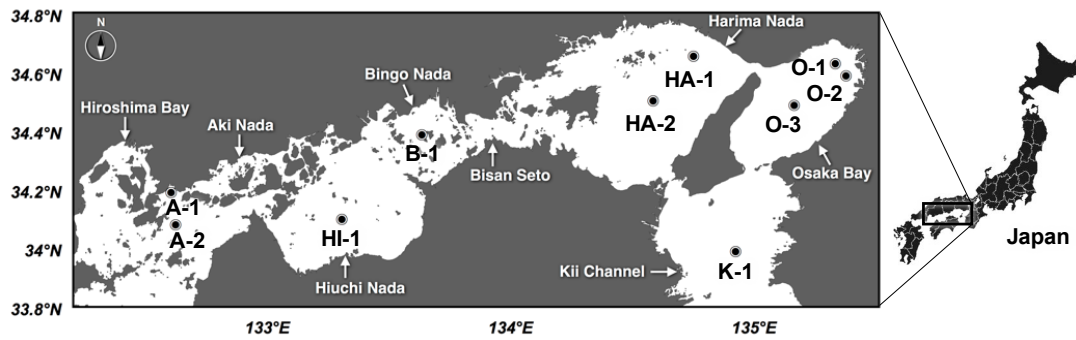 34.8°N
34.6°N
34.4°N
34.2°N
34°N
33.8°N
133°E
134°E
135°E
N
Hiroshima Bay
Aki Nada
Bingo Nada
Bisan Seto
Harima Nada
Osaka Bay
Hiuchi Nada
Kii Channel
A-1
A-2
HI-1
B-1
HA-1
HA-2
O-1
O-2
O-3
K-1
Japan